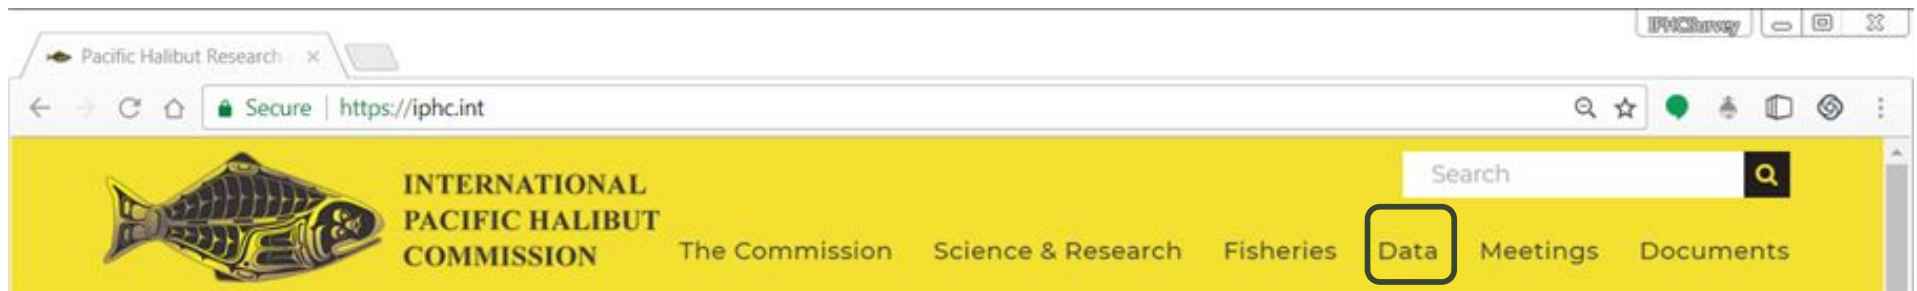 IPHCSurvey
Pacific Halibut Research
Secure | https://iphc.int
INTERNATIONAL
PACIFIC HALIBUT
COMMISSION
Search
The Commission Science & Research Fisheries Data Meetings Documents